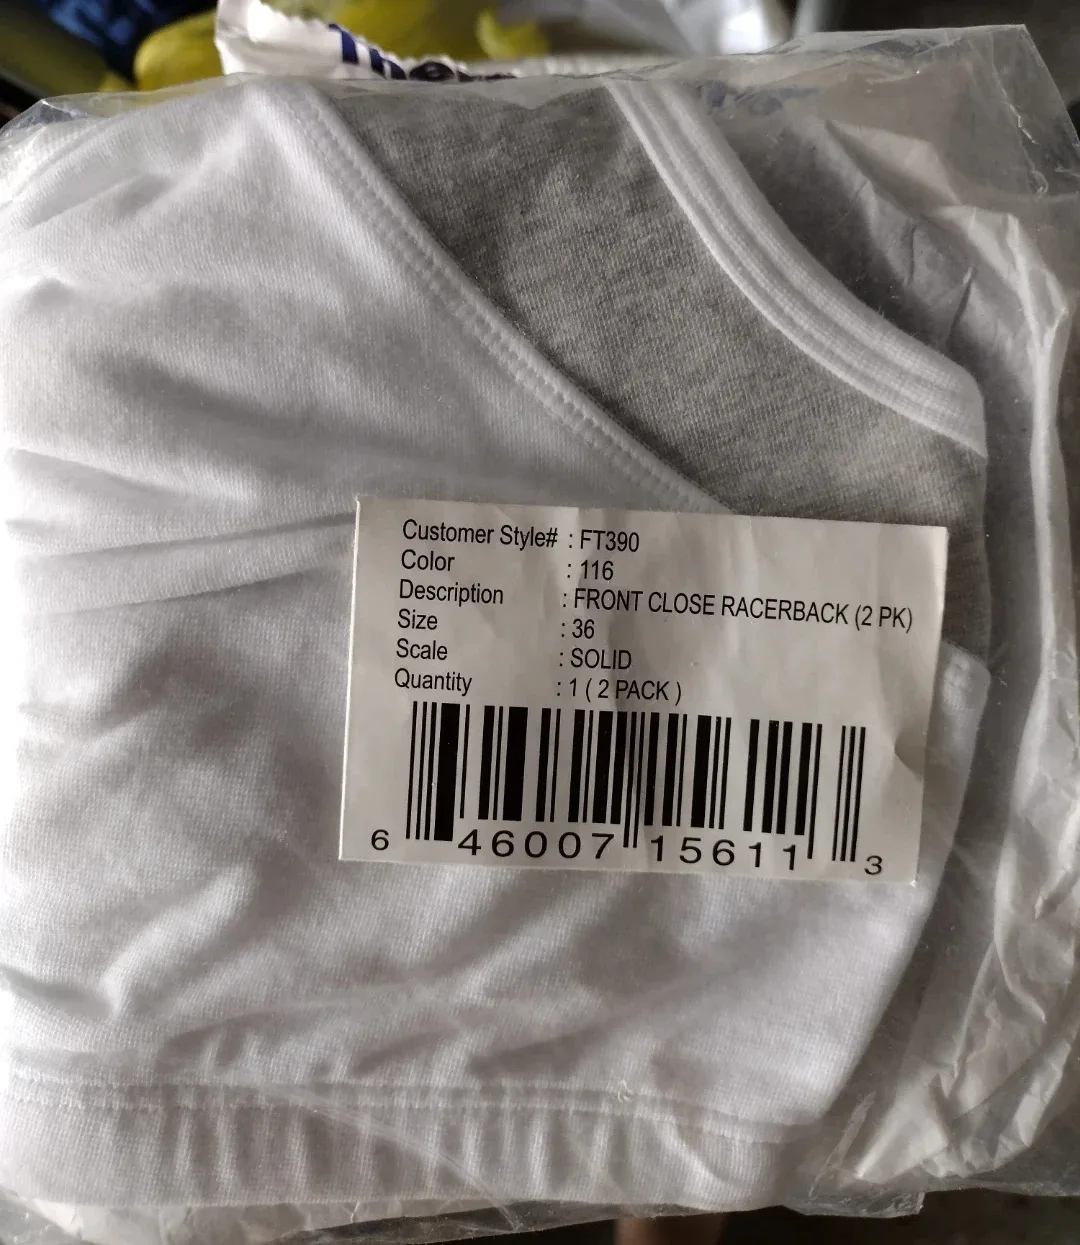 Customer Style# : FT390
Color : 116
Description : FRONT CLOSE RACERBACK (2 PK)
Size : 36
Scale : SOLID
Quantity : 1 ( 2 PACK )
6 46007 15611 3